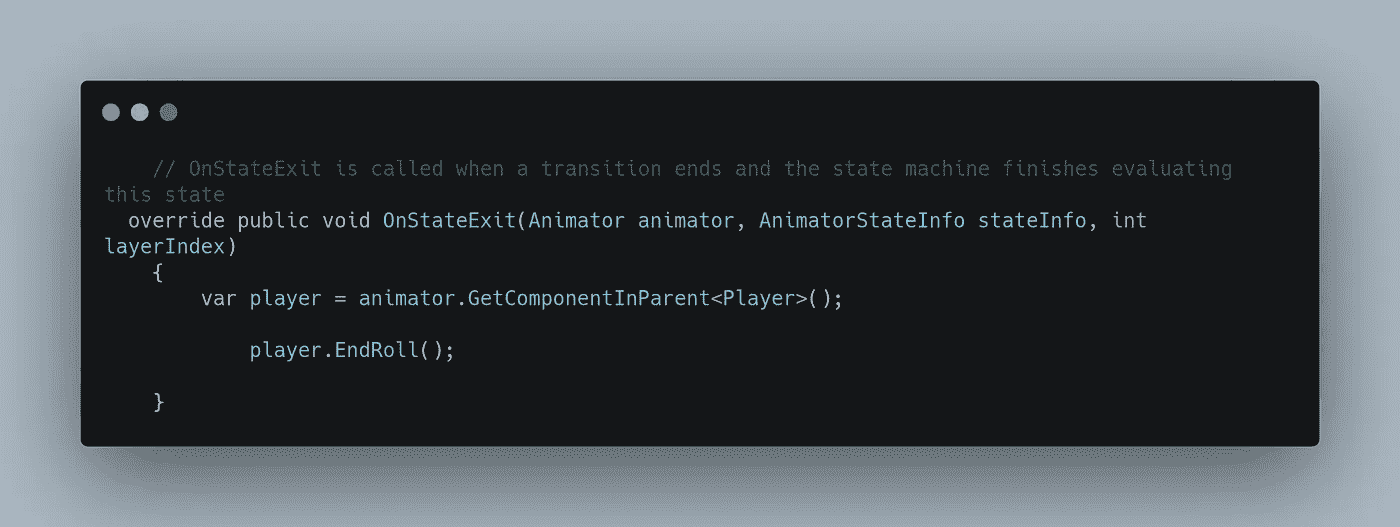 // OnStateExit is called when a transition ends and the state machine finishes evaluating
this state
override public void OnStateExit(Animator animator, AnimatorStateInfo stateInfo, int
layerIndex)
{
var player = animator.GetComponentInParent<Player>();
player.EndRoll();
}